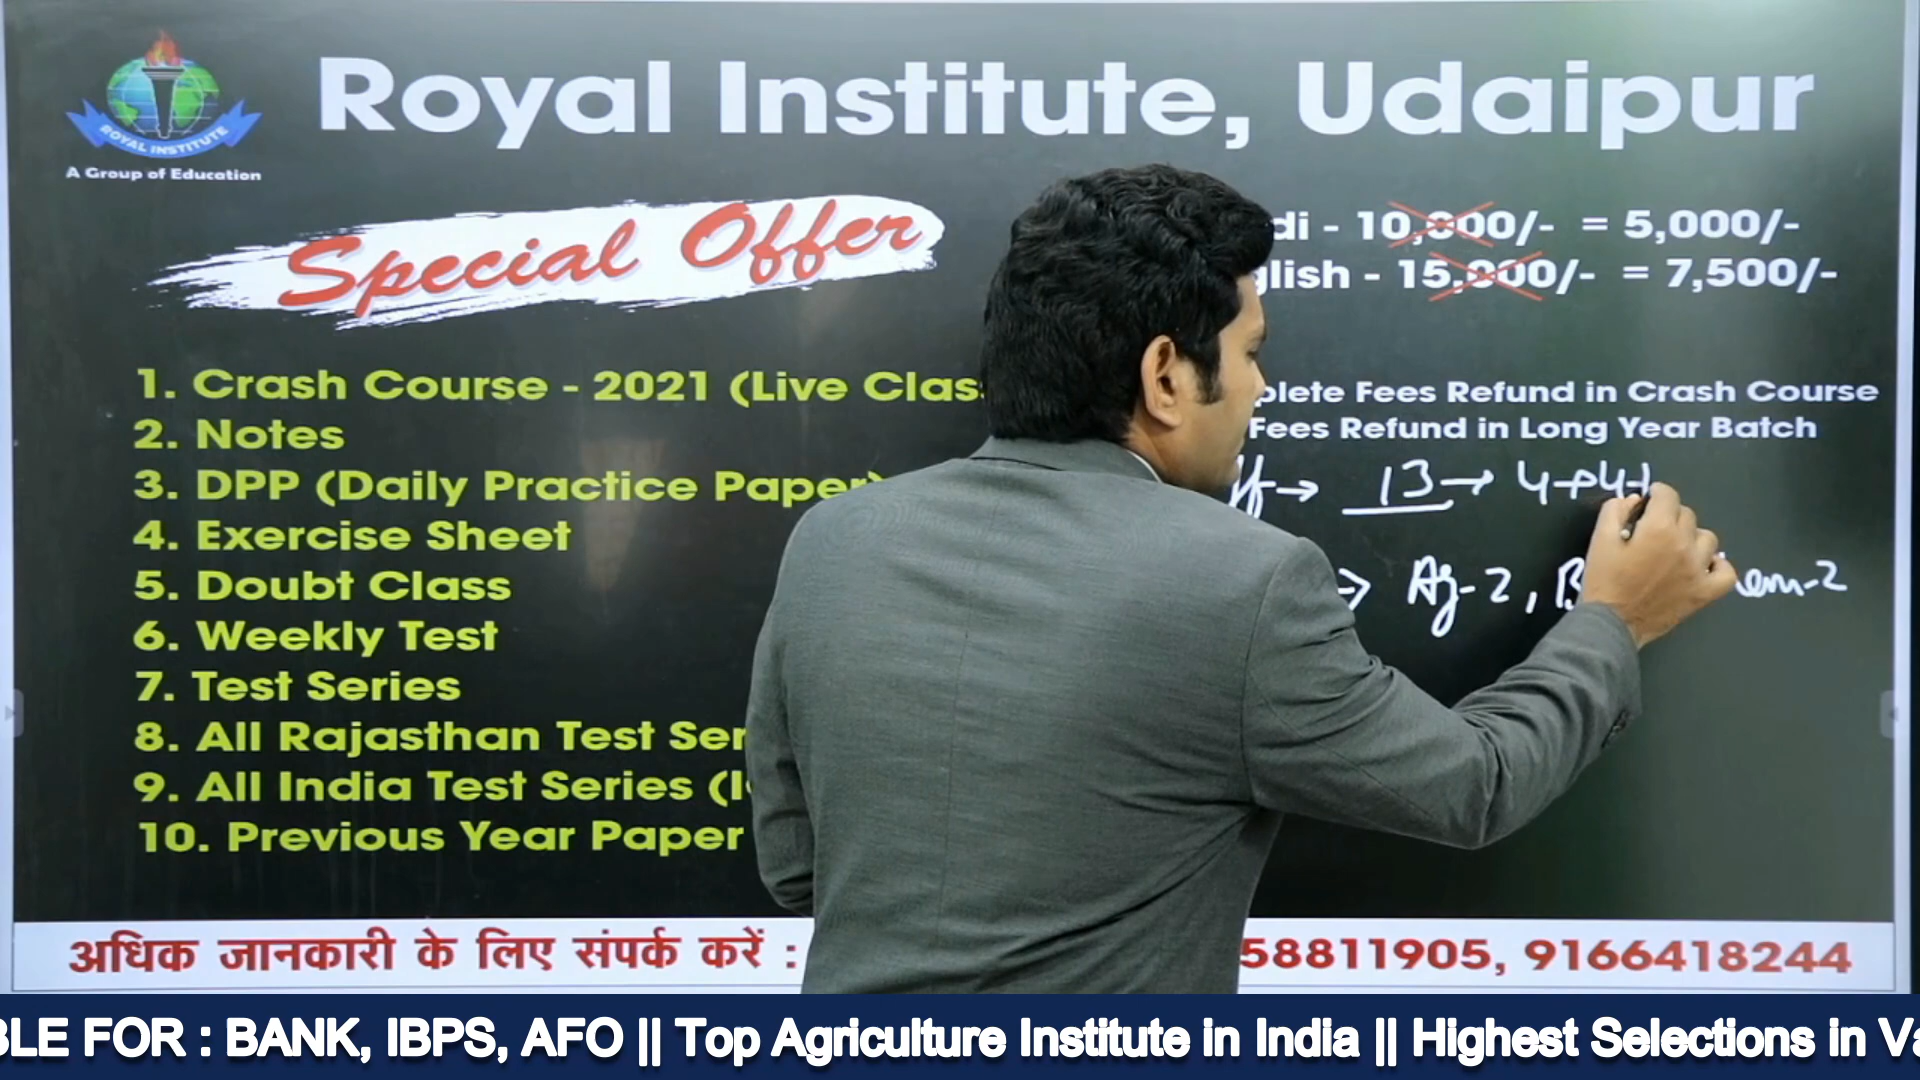 Royal Institute, Udaipur
ROYAL INSTITUTE
A Group of Education
Special Offer
di - 10,000/- = 5,000/-
glish - 15,000/- = 7,500/-
1. Crash Course - 2021 (Live Clas
plete Fees Refund in Crash Course
2. Notes
Fees Refund in Long Year Batch
3. DPP (Daily Practice Paper)
→ 13 → 4+4+
4. Exercise Sheet
5. Doubt Class
→ Ag-2, B em-2
6. Weekly Test
7. Test Series
8. All Rajasthan Test Ser
9. All India Test Series (I
10. Previous Year Paper
अधिक जानकारी के लिए संपर्क करें :
58811905, 9166418244
BLE FOR : BANK, IBPS, AFO || Top Agriculture Institute in India || Highest Selections in Va